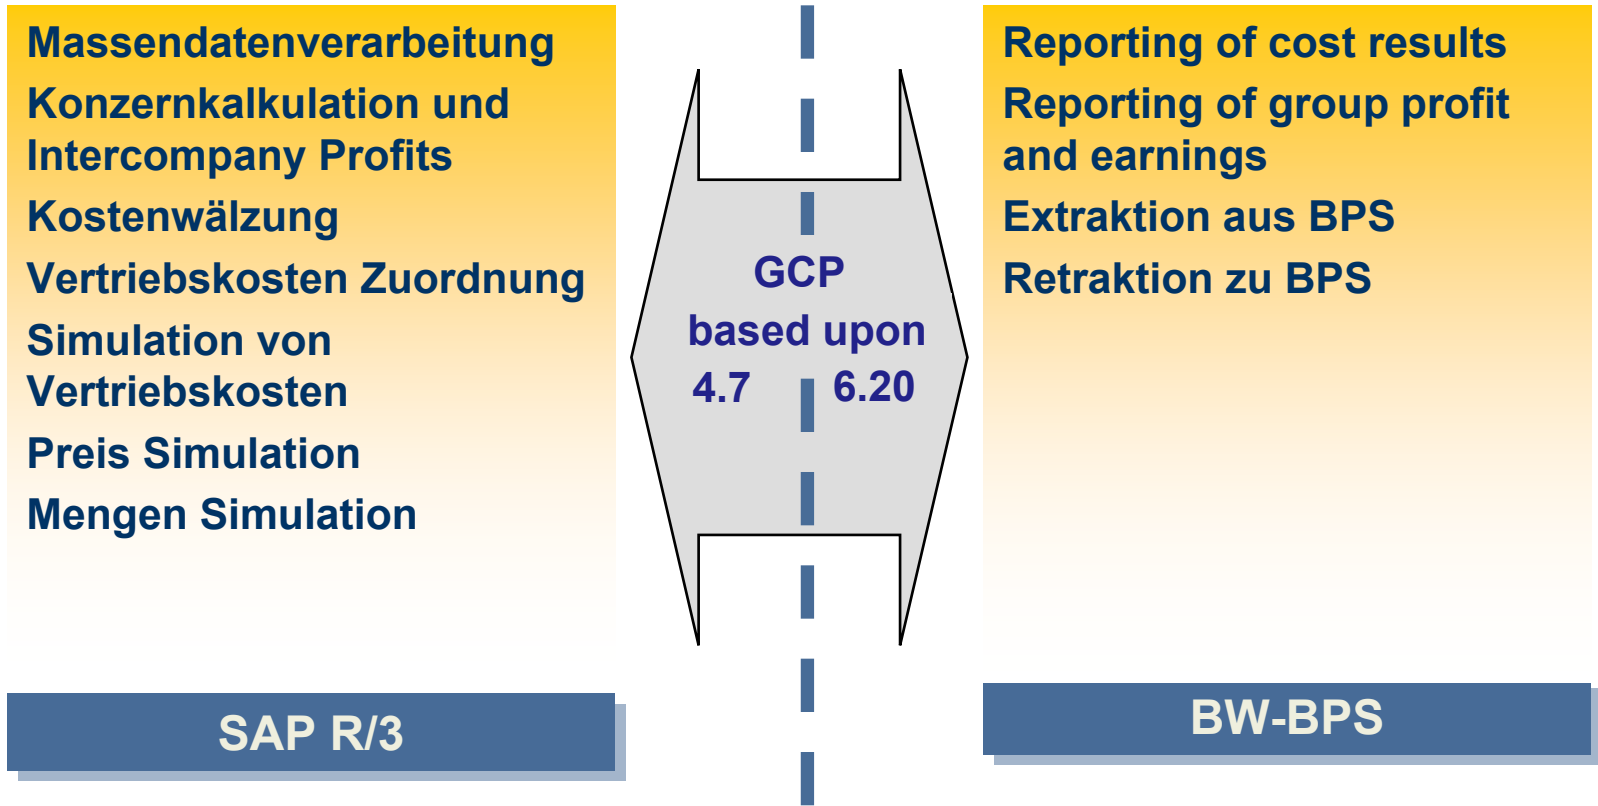 Massendatenverarbeitung
Konzernkalkulation und
Intercompany Profits
Kostenwälzung
Vertriebskosten Zuordnung
Simulation von
Vertriebskosten
Preis Simulation
Mengen Simulation
SAP R/3
GCP
based upon
4.7 6.20
Reporting of cost results
Reporting of group profit
and earnings
Extraktion aus BPS
Retraktion zu BPS
BW-BPS